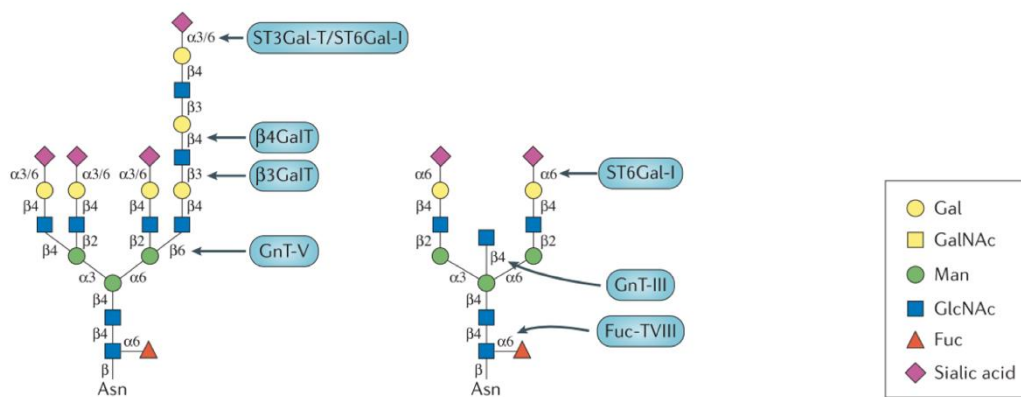 α3/6
ST3Gal-T/ST6Gal-I
β4
β3
β4
β4GalT
α3/6
α3/6
α3/6
β3
β3GalT
β4
β4
β4
β4
β4
β2
β2
β6
GnT-V
α3
α6
β4
β4
α6
β
Asn
α6
α6
ST6Gal-I
β4
β4
β2
β4
β2
α3
α6
GnT-III
β4
β4
α6
Fuc-TVIII
β
Asn
Gal
GalNAc
Man
GlcNAc
Fuc
Sialic acid